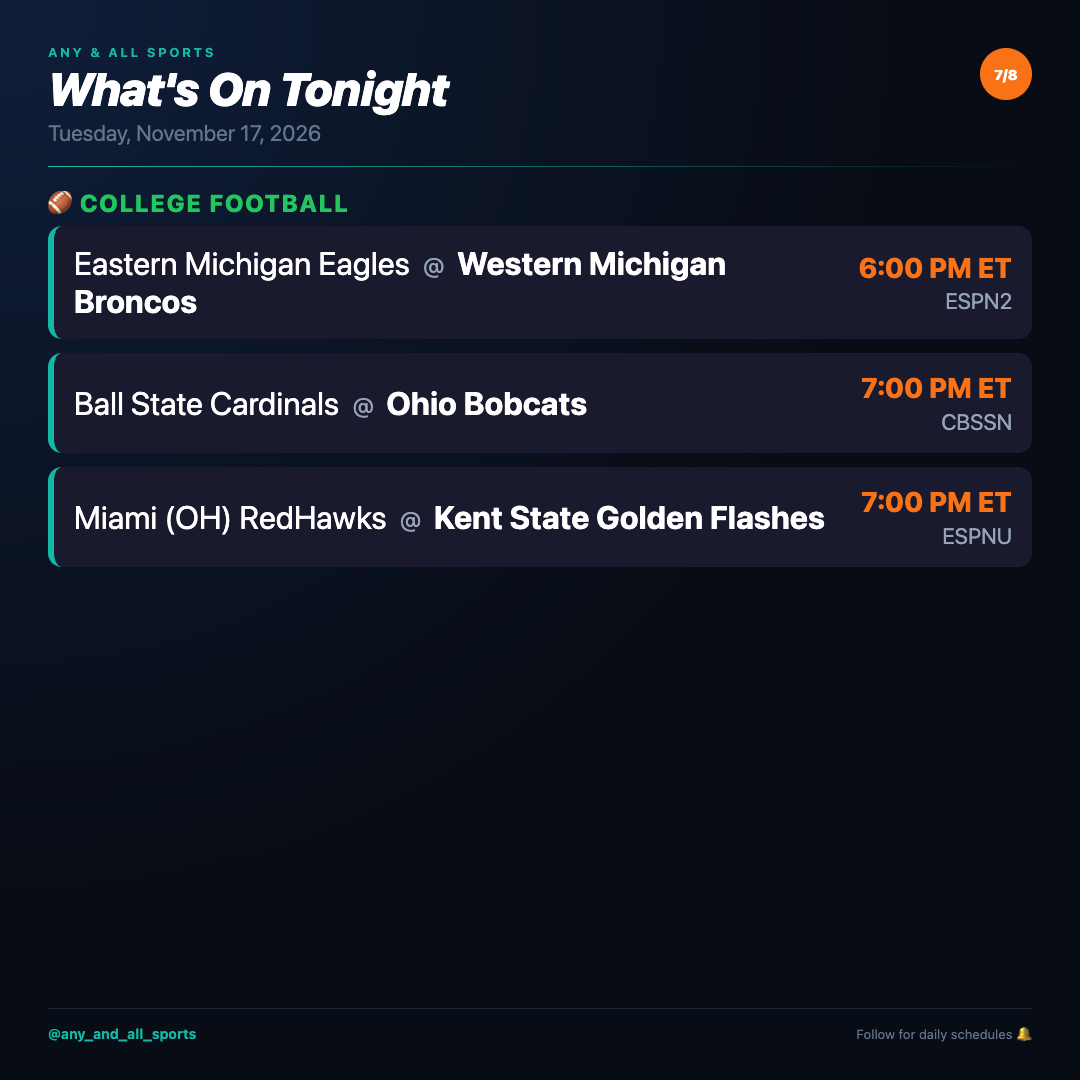 ANY & ALL SPORTS
What's On Tonight
Tuesday, November 17, 2026
7/8
🏈 COLLEGE FOOTBALL
Eastern Michigan Eagles @ Western Michigan
Broncos
6:00 PM ET
ESPN2
Ball State Cardinals @ Ohio Bobcats
7:00 PM ET
CBSSN
Miami (OH) RedHawks @ Kent State Golden Flashes
7:00 PM ET
ESPNU
@any_and_all_sports
Follow for daily schedules 🔔